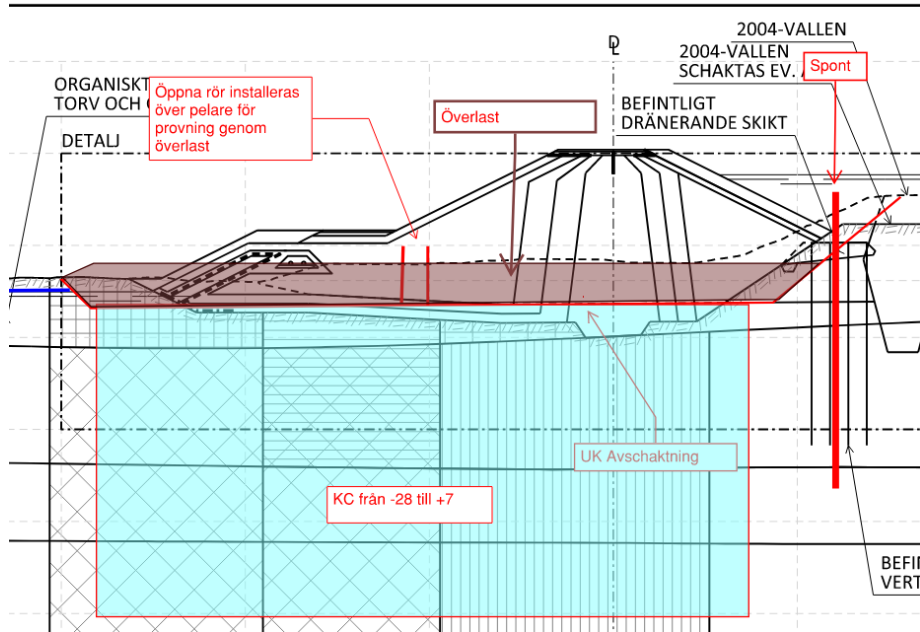 2004-VALLEN
2004-VALLEN
SCHAKTAS EV.
Spont
ORGANISKT
TORV OCH
Öppna rör installeras
över pelare för
provning genom
överlast
Överlast
BEFINTLIGT
DRÄNERANDE SKIKT
DETALJ
UK Avschaktning
KC från -28 till +7
BEFIN
VERT